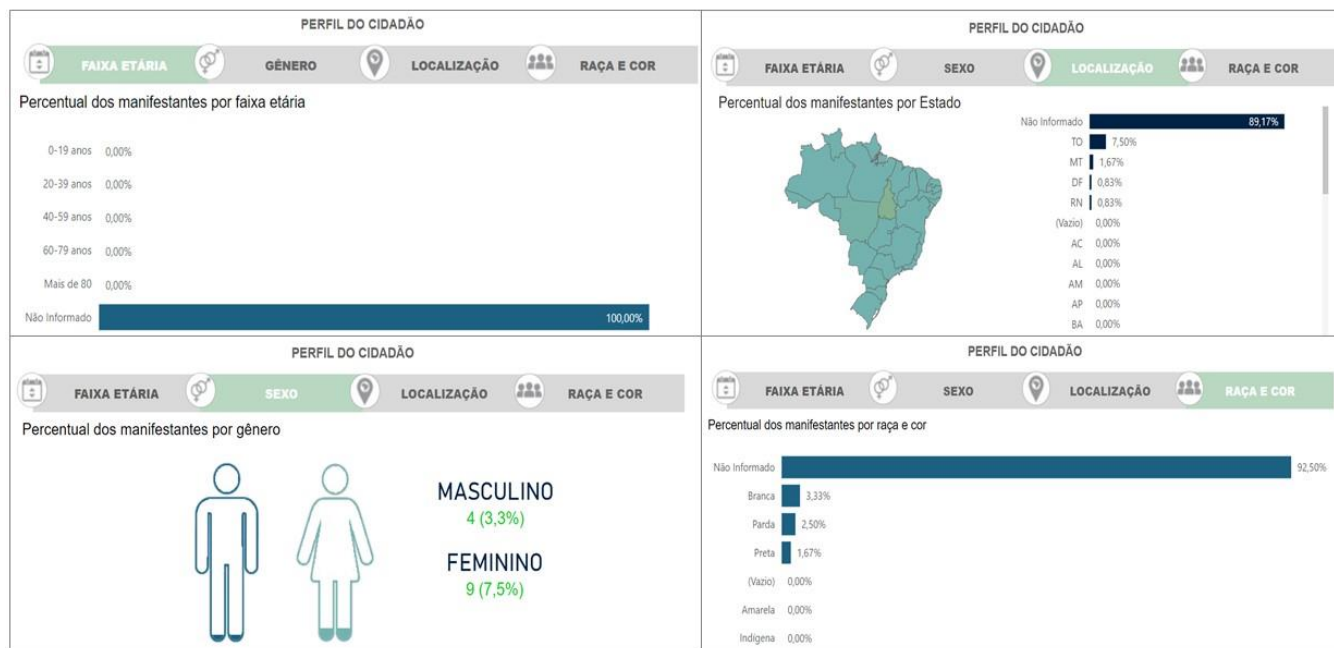 PERFIL DO CIDADÃO
FAIXA ETÁRIA GÊNERO LOCALIZAÇÃO RAÇA E COR
Percentual dos manifestantes por faixa etária
0-19 anos 0,00%
20-39 anos 0,00%
40-59 anos 0,00%
60-79 anos 0,00%
Mais de 80 0,00%
Não Informado 100,00%
PERFIL DO CIDADÃO
FAIXA ETÁRIA SEXO LOCALIZAÇÃO RAÇA E COR
Percentual dos manifestantes por Estado
Não Informado 89,17%
TO 7,50%
MT 1,67%
DF 0,83%
RN 0,83%
(Vazio) 0,00%
AC 0,00%
AL 0,00%
AM 0,00%
AP 0,00%
BA 0,00%
PERFIL DO CIDADÃO
FAIXA ETÁRIA SEXO LOCALIZAÇÃO RAÇA E COR
Percentual dos manifestantes por gênero
MASCULINO
4 (3,3%)
FEMININO
9 (7,5%)
PERFIL DO CIDADÃO
FAIXA ETÁRIA SEXO LOCALIZAÇÃO RAÇA E COR
Percentual dos manifestantes por raça e cor
Não Informado 92,50%
Branca 3,33%
Parda 2,50%
Preta 1,67%
(Vazio) 0,00%
Amarela 0,00%
Indígena 0,00%